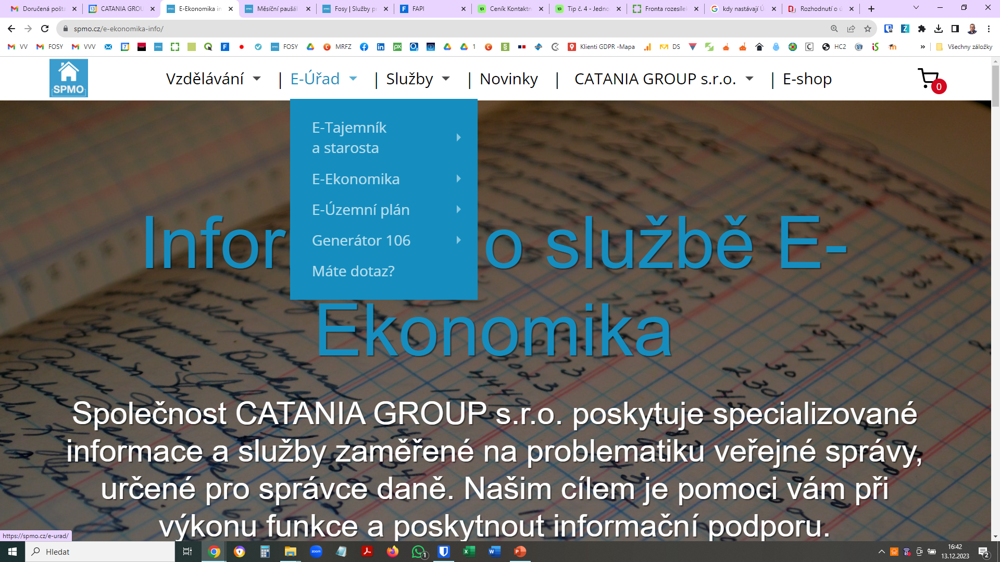 Doručená pošta
CATANIA GROU
E-Ekonomika in
Měsíční paušál
Fosy | Služby pr
FAPI
Ceník Kontaktn
Tip č. 4 - Jedno
Fronta rozesílek
kdy nastávají Ú
Rozhodnutí o ú
spmo.cz/e-ekonomika-info/
VV
FOSY
VVV
FOSY
MRFZ
1
Klienti GDPR -Mapa
DS
HC2
Všechny záložky
SPMO
Vzdělávání
| E-Úřad
| Služby
| Novinky
| CATANIA GROUP s.r.o.
| E-shop
0
E-Tajemník
a starosta
E-Ekonomika
E-Územní plán
Generátor 106
Máte dotaz?
Infor
o službě E-
Ekonomika
Společnost CATANIA GROUP s.r.o. poskytuje specializované
informace a služby zaměřené na problematiku veřejné správy,
určené pro správce daně. Našim cílem je pomoci vám při
výkonu funkce a poskytnout informační podporu.
https://spmo.cz/e-urad/
Hledat
16:42
13.12.2023